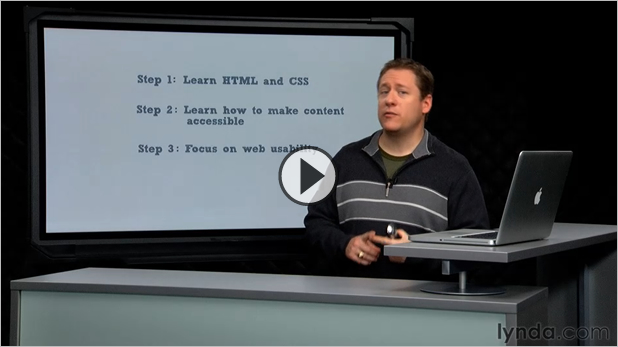 Step 1: Learn HTML and CSS
Step 2: Learn how to make content
accessible
Step 3: Focus on web usability
lynda.com